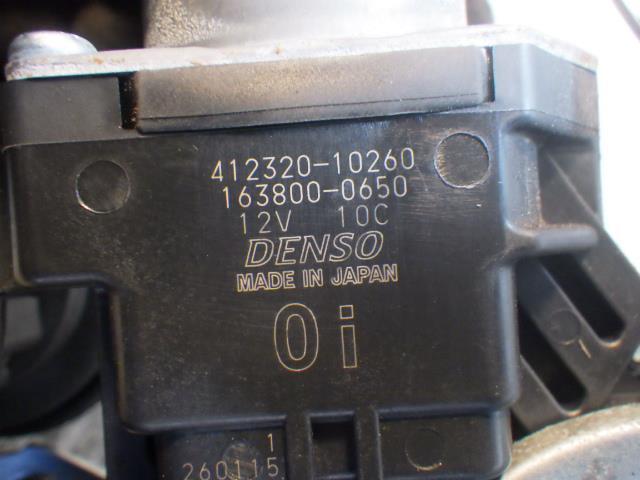 412320-10260
163800-0650
12V 10C
DENSO
MADE IN JAPAN
0i
1
260115